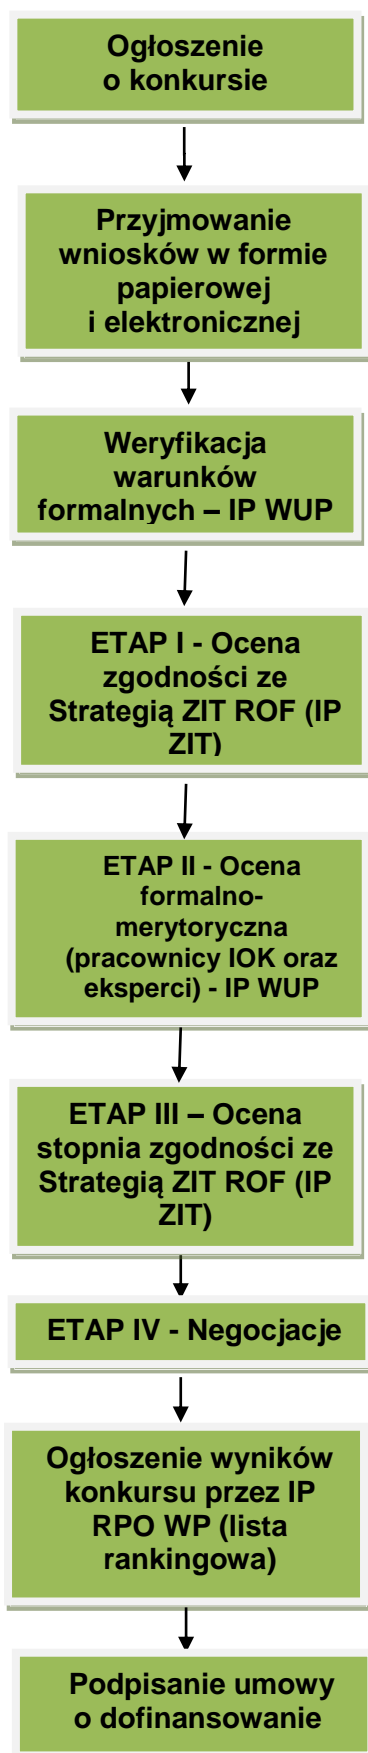 Ogłoszenie
o konkursie
Przyjmowanie
wniosków w formie
papierowej
i elektronicznej
Weryfikacja
warunków
formalnych – IP WUP
ETAP I - Ocena
zgodności ze
Strategią ZIT ROF (IP
ZIT)
ETAP II - Ocena
formalno-
merytoryczna
(pracownicy IOK oraz
eksperci) - IP WUP
ETAP III – Ocena
stopnia zgodności ze
Strategią ZIT ROF (IP
ZIT)
ETAP IV - Negocjacje
Ogłoszenie wyników
konkursu przez IP
RPO WP (lista
rankingowa)
Podpisanie umowy
o dofinansowanie